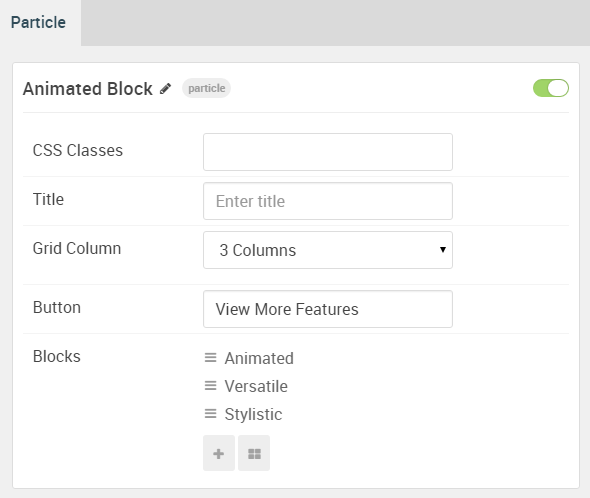 Particle
Animated Block particle
CSS Classes
Title Enter title
Grid Column 3 Columns
Button View More Features
Blocks Animated
Versatile
Stylistic